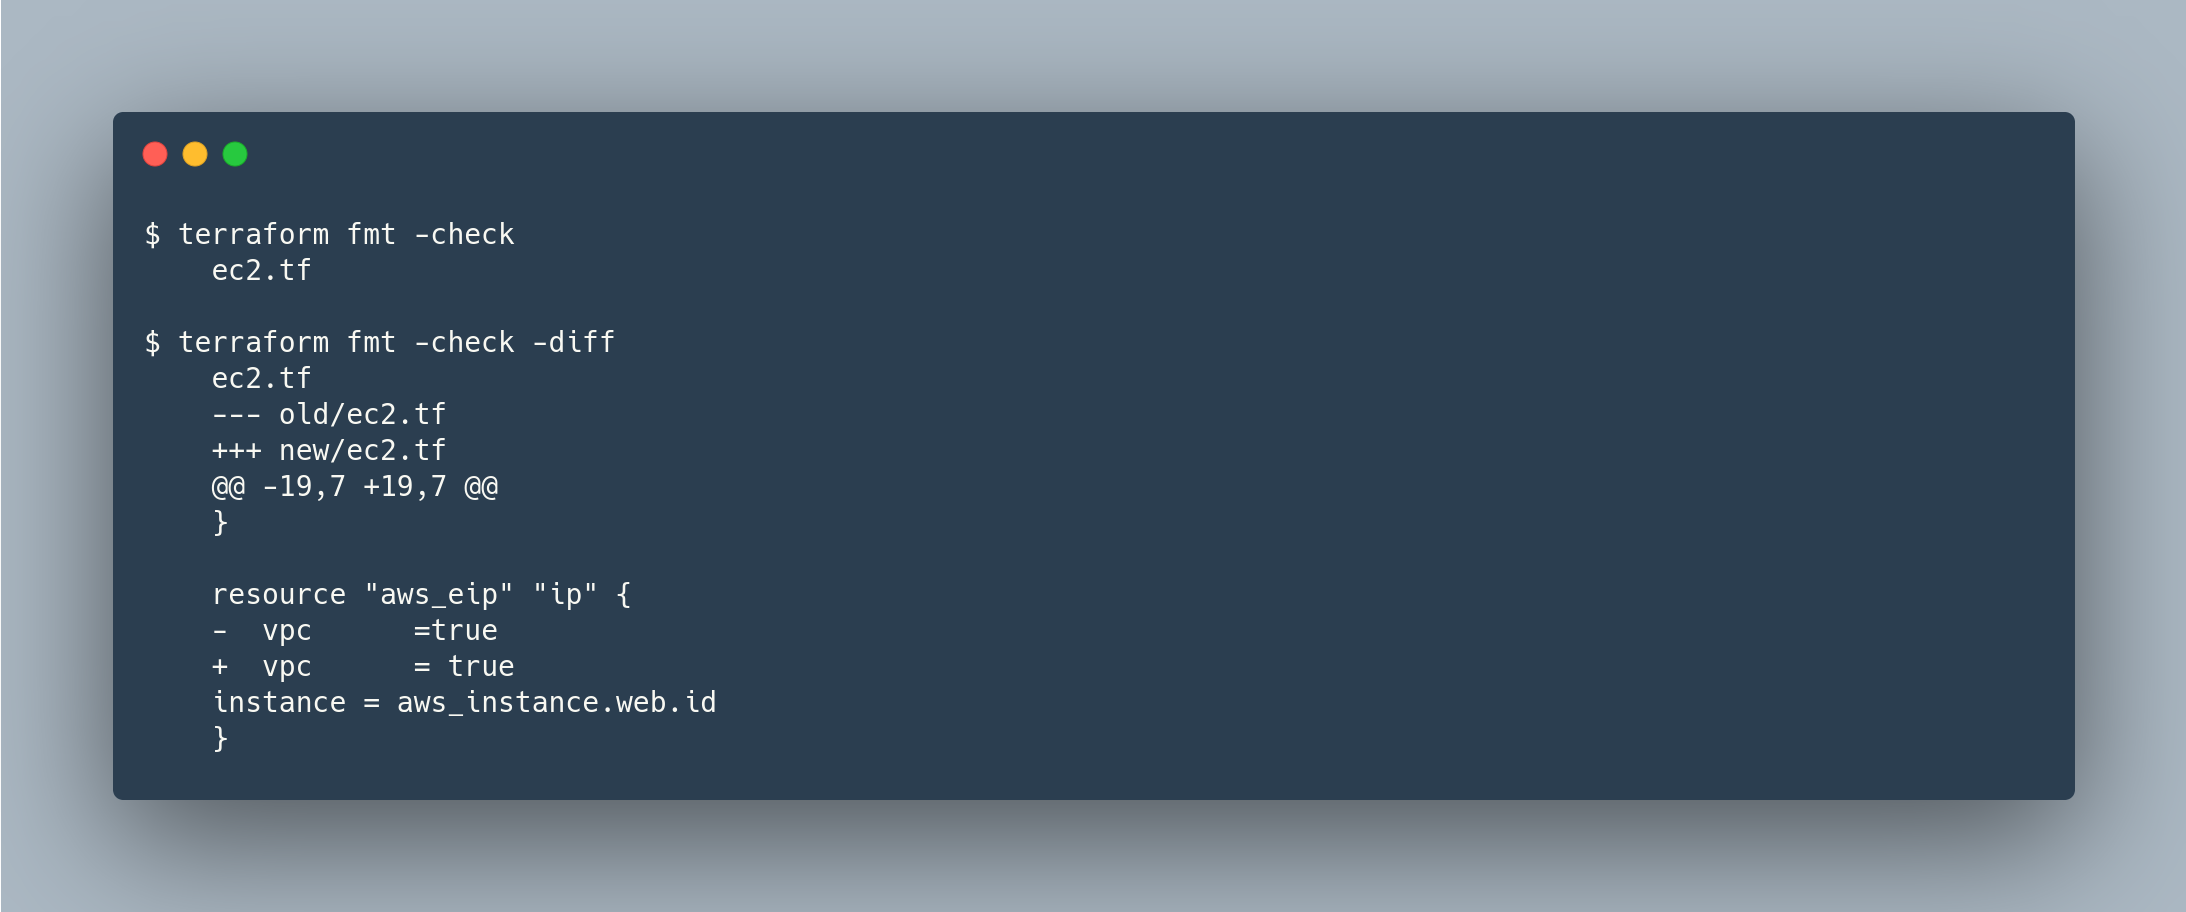 $ terraform fmt -check
    ec2.tf

$ terraform fmt -check -diff
    ec2.tf
    --- old/ec2.tf
    +++ new/ec2.tf
    @@ -19,7 +19,7 @@
    }

    resource "aws_eip" "ip" {
    -  vpc      =true
    +  vpc      = true
    instance = aws_instance.web.id
    }